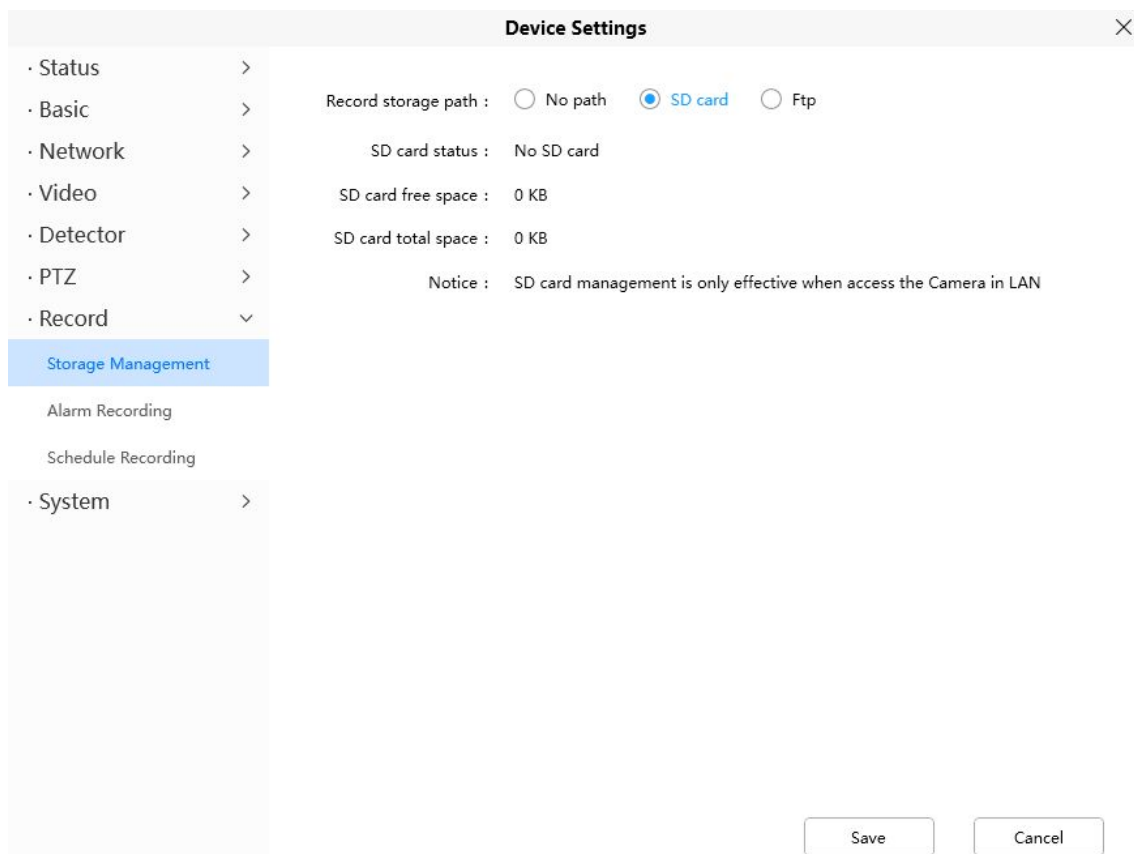 Device Settings
· Status
· Basic
· Network
· Video
· Detector
· PTZ
· Record
Storage Management
Alarm Recording
Schedule Recording
· System
Record storage path : No path SD card Ftp
SD card status : No SD card
SD card free space : 0 KB
SD card total space : 0 KB
Notice : SD card management is only effective when access the Camera in LAN
Save Cancel